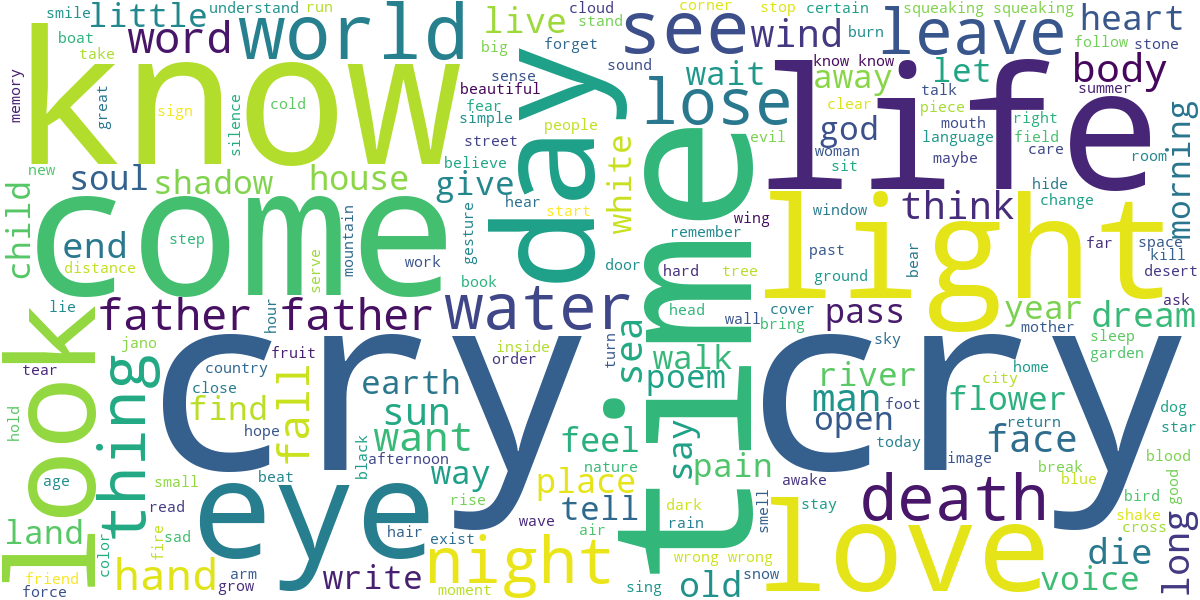 smile
little
understand
run
cloud
corner
stop
certain
squeaking squeaking
boat
word
world
live
stand
see
wind
burn
leave
heart
take
big
forget
follow
stone
know
sense
sound
know know
memory
great
cold
beautiful
day
wait
away
let
body
sign
silence
fear
lose
talk
summer
simple
people
clear
piece
life
street
evil
god
mouth
right
language
field
morning
new
believe
white
woman
maybe
care
room
soul
shadow
house
give
sit
hide
child
come
hear
time
think
change
start
wing
window
end
step
mountain
gesture
remember
light
past
far
space
distance
serve
work
door
hard
tree
bear
kill
desert
book
ground
lie
father father
water
head
cover
pass
year
ask
look
hour
wall
bring
dream
jano
cry cry
fruit
inside
turn
sea
sky
mother
tear
thing
country
order
walk
sleep
garden
close
earth
poem
river
home
hold
find
fall
sun
man
city
flower
hope
want
feel
say
open
foot
return
dog
afternoon
today
face
star
age
black
way
nature
pain
image
small
beat
place
awake
break
blood
read
eye
rise
tell
dark
smell
stay
death
blue
good
bird
land
fire
sad
hair
wave
air
rain
shake
cross
color
exist
wrong wrong
love
die
long
friend
hand
arm
write
night
snow
voice
force
grow
moment
sing
old